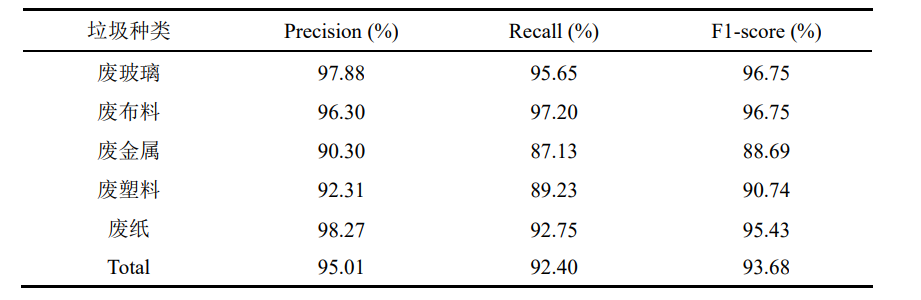 垃圾种类 Precision (%) Recall (%) F1-score (%)
废玻璃 97.88 95.65 96.75
废布料 96.30 97.20 96.75
废金属 90.30 87.13 88.69
废塑料 92.31 89.23 90.74
废纸 98.27 92.75 95.43
Total 95.01 92.40 93.68